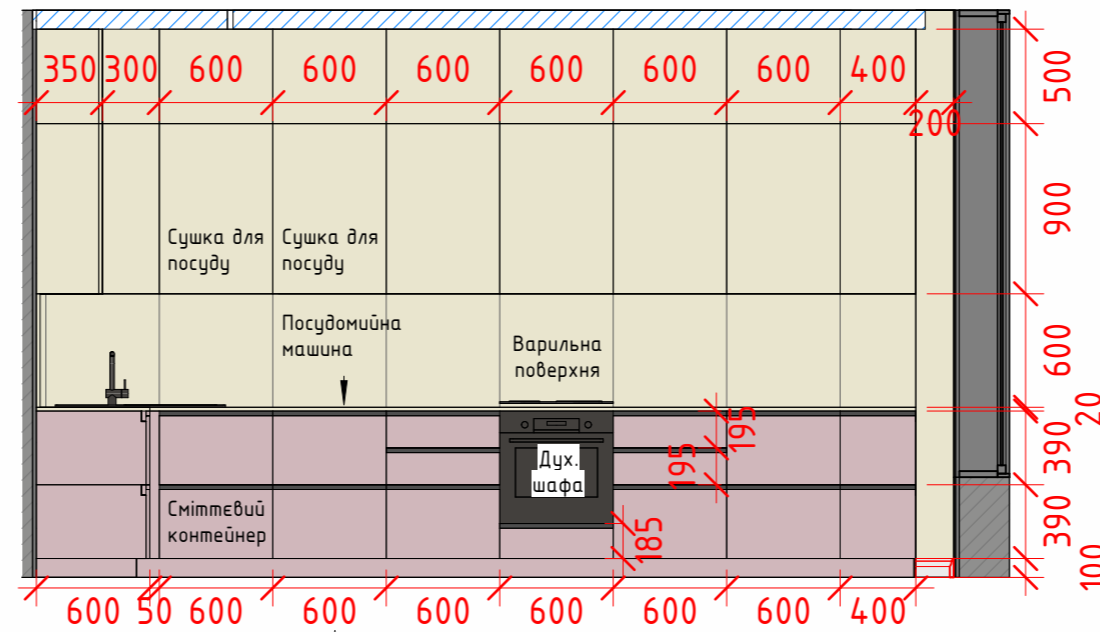 350 300 600 600 600 600 600 600 400
200
500
900
600
20
390
390
100
Сушка для
посуду
Сушка для
посуду
Посудомийна
машина
Варильна
поверхня
195
195
Дух.
шафа
185
Сміттєвий
контейнер
600 50 600 600 600 600 600 600 400